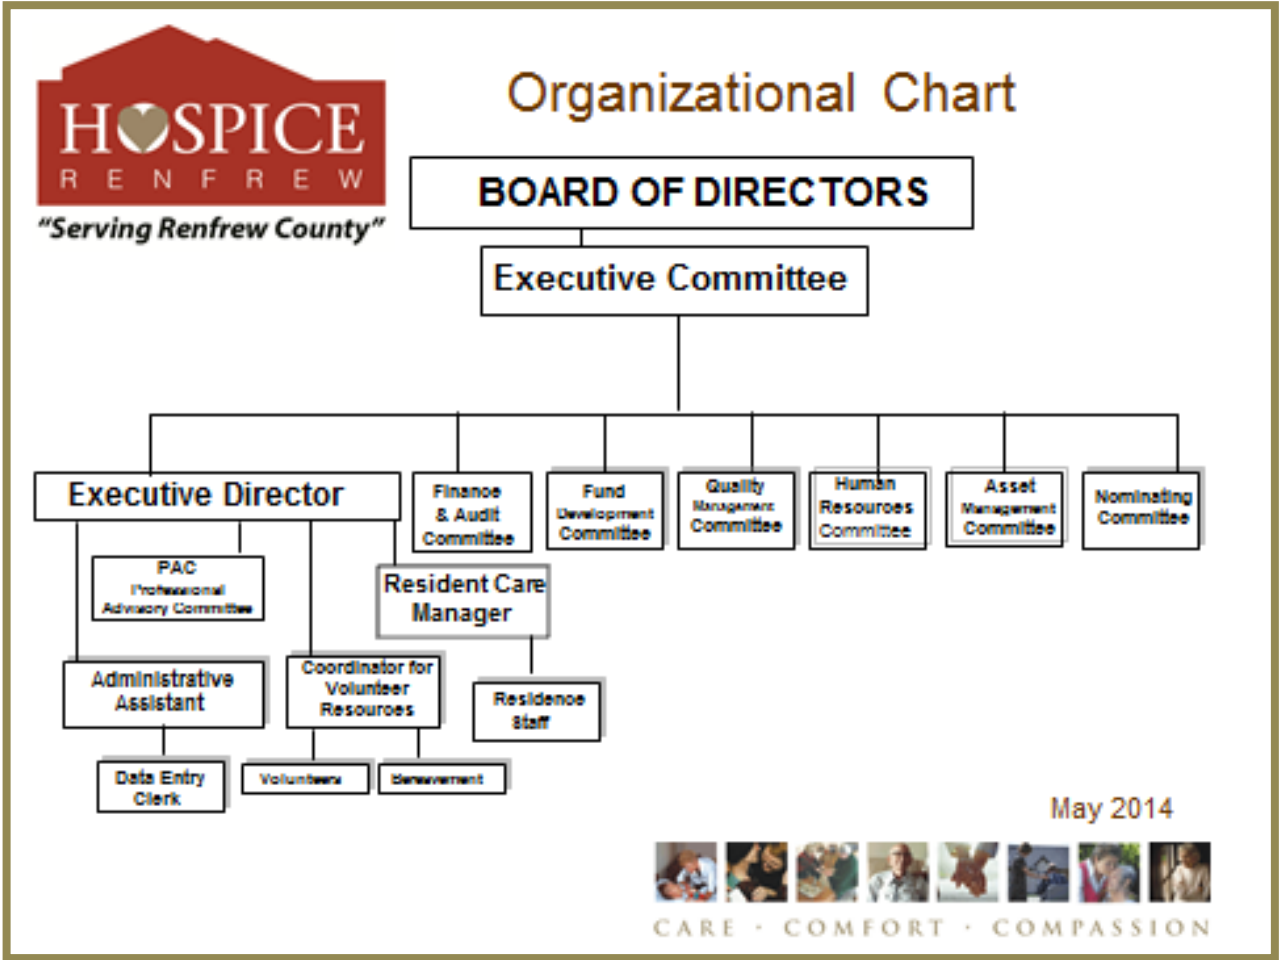 HOSPICE
RENFREW
"Serving Renfrew County"
Organizational Chart
BOARD OF DIRECTORS
Executive Committee
Executive Director
Finance
& Audit
Committee
Fund
Development
Committee
Quality
Management
Committee
Human
Resources
Committee
Asset
Management
Committee
Nominating
Committee
PAC
Professional
Advisory Committee
Resident Care
Manager
Administrative
Assistant
Coordinator for
Volunteer
Resources
Residence
Staff
Data Entry
Clerk
Volunteers
Bereavement
May 2014
CARE · COMFORT · COMPASSION